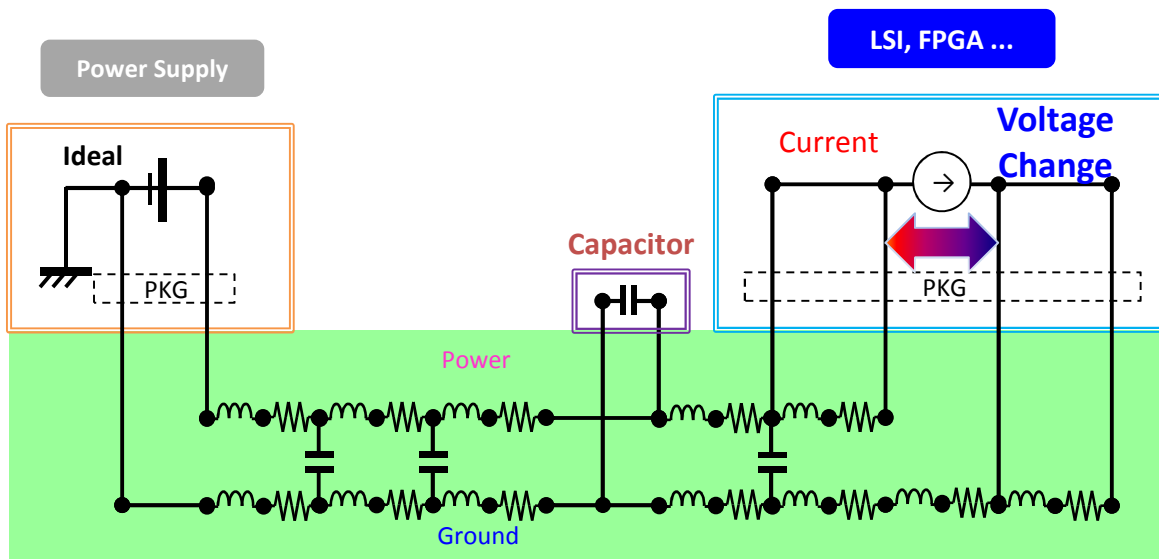 LSI, FPGA ...
Power Supply
Ideal
Current
Voltage
Change
Capacitor
PKG
PKG
Power
Ground